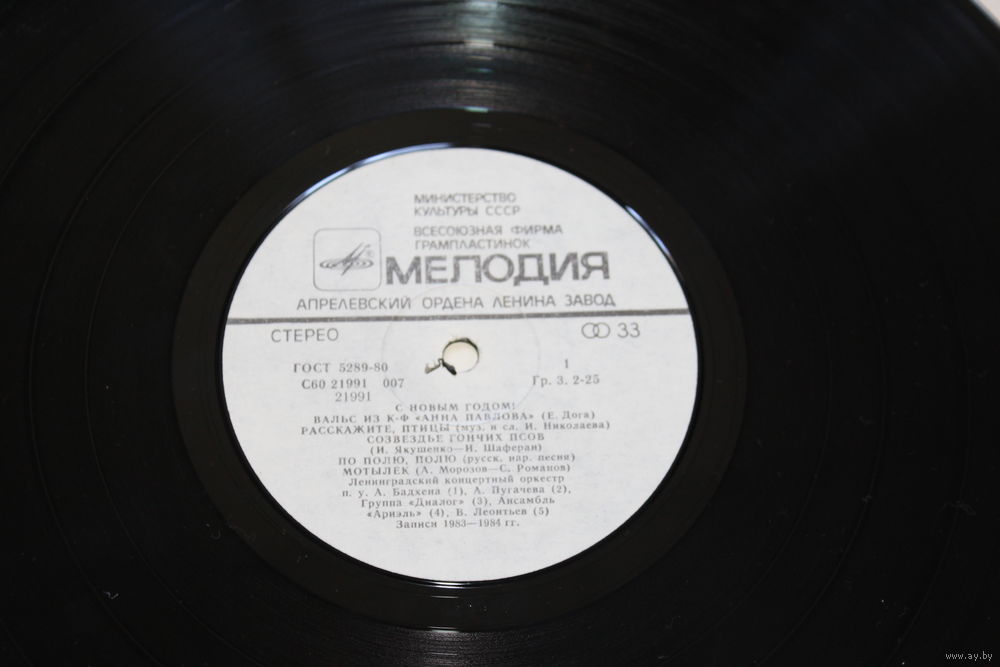 МИНИСТЕРСТВО
КУЛЬТУРЫ СССР
ВСЕСОЮЗНАЯ ФИРМА
ГРАМПЛАСТИНОК
®
МЕЛОДИЯ
АПРЕЛЕВСКИЙ ОРДЕНА ЛЕНИНА ЗАВОД
СТЕРЕО 33
ГОСТ 5289-80 1
С60 21991 007 Гр. 3. 2-25
21991
С НОВЫМ ГОДОМ!
ВАЛЬС ИЗ К-Ф «АННА ПАВЛОВА» (Е. Дога)
РАССКАЖИТЕ, ПТИЦЫ (муз. и сл. И. Николаева)
СОЗВЕЗДЬЕ ГОНЧИХ ПСОВ
(И. Якушенко—И. Шаферан)
ПО ПОЛЮ, ПОЛЮ (русск. нар. песня)
МОТЫЛЕК (А. Морозов—С. Романов)
Ленинградский концертный оркестр
п. у. А. Бадхена (1), А. Пугачева (2),
Группа «Диалог» (3), Ансамбль
«Ариэль» (4), В. Леонтьев (5)
Записи 1983—1984 гг.
www.ay.by